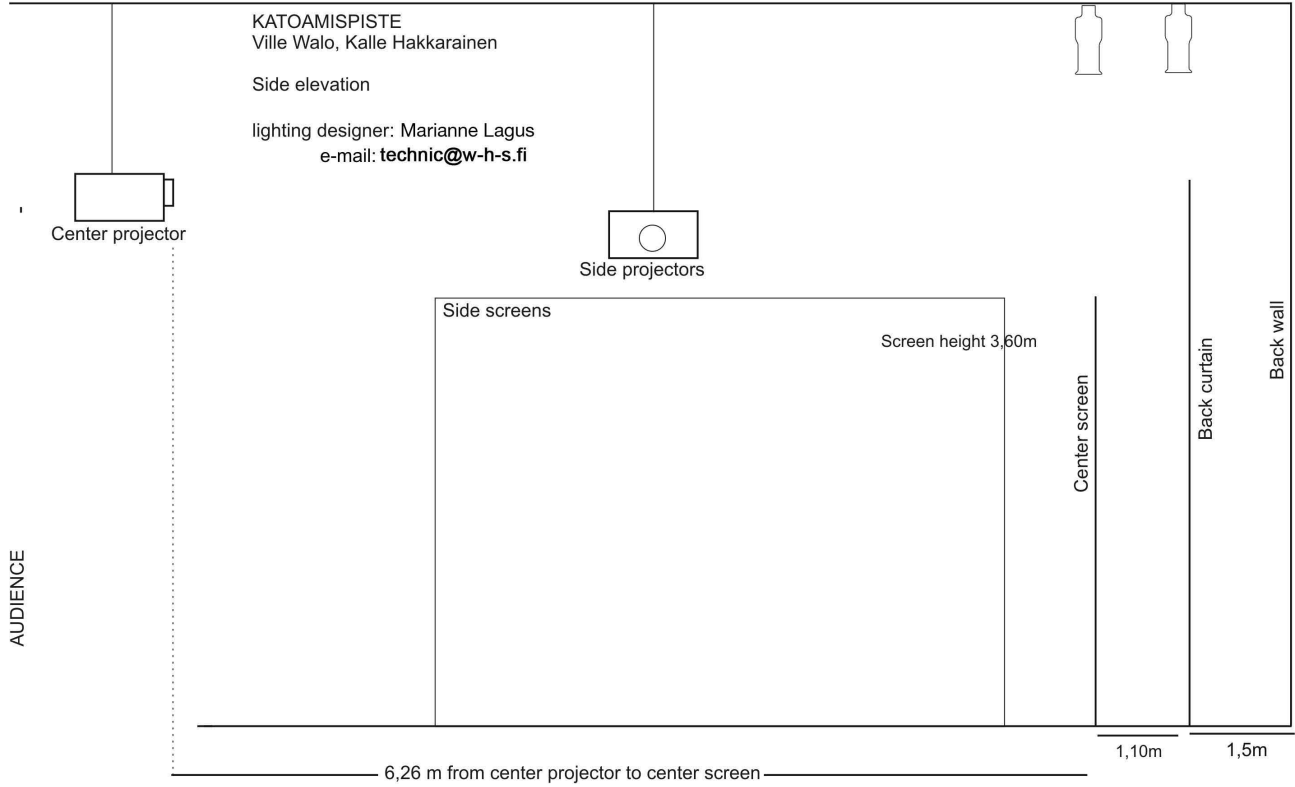 KATOAMISPISTE
Ville Walo, Kalle Hakkarainen
Side elevation
lighting designer: Marianne Lagus
e-mail: technic@w-h-s.fi
Center projector
Side projectors
Side screens
Screen height 3,60m
Center screen
Back curtain
Back wall
AUDIENCE
1,10m
1,5m
6,26 m from center projector to center screen